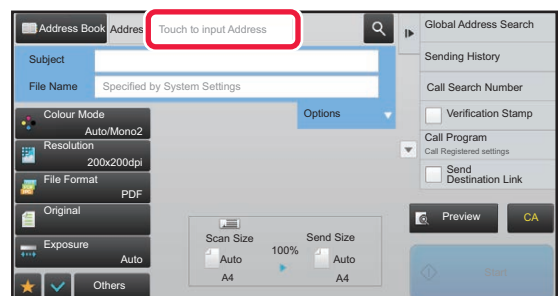 Address Book
Address
Touch to input Address
Subject
File Name
Specified by System Settings
Options
Colour Mode
Auto/Mono2
Resolution
200x200dpi
File Format
PDF
Original
Exposure
Auto
Others
Scan Size
Auto
A4
100%
Send Size
Auto
A4
Global Address Search
Sending History
Call Search Number
Verification Stamp
Call Program
Call Registered settings
Send
Destination Link
Preview
CA
Start